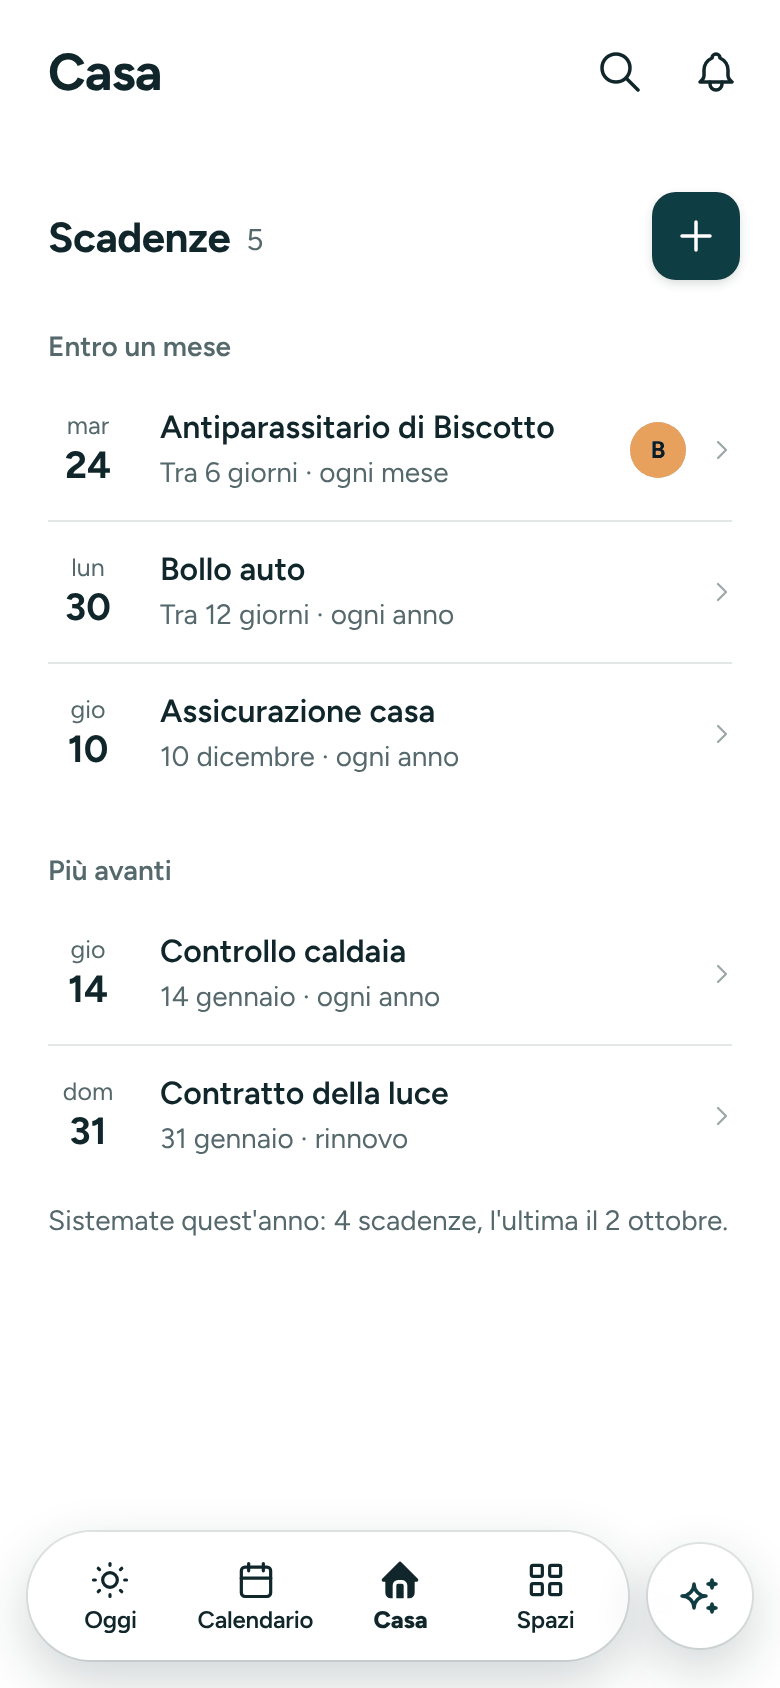 Casa
Scadenze 5
Entro un mese
mar
24
Antiparassitario di Biscotto
Tra 6 giorni · ogni mese
B
lun
30
Bollo auto
Tra 12 giorni · ogni anno
gio
10
Assicurazione casa
10 dicembre · ogni anno
Più avanti
gio
14
Controllo caldaia
14 gennaio · ogni anno
dom
31
Contratto della luce
31 gennaio · rinnovo
Sistemate quest'anno: 4 scadenze, l'ultima il 2 ottobre.
Oggi
Calendario
Casa
Spazi